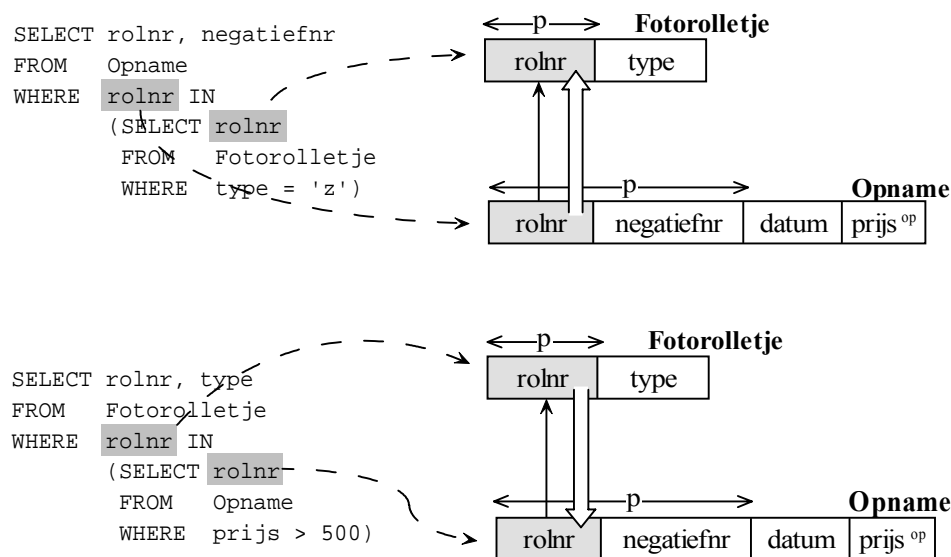 SELECT rolnr, negatiefnr
FROM Opname
WHERE rolnr IN
(SELECT rolnr
FROM Fotorolletje
WHERE type = 'z')
p Fotorolletje
rolnr type
p Opname
rolnr negatiefnr datum prijs op
SELECT rolnr, type
FROM Fotorolletje
WHERE rolnr IN
(SELECT rolnr
FROM Opname
WHERE prijs > 500)
p Fotorolletje
rolnr type
p Opname
rolnr negatiefnr datum prijs op